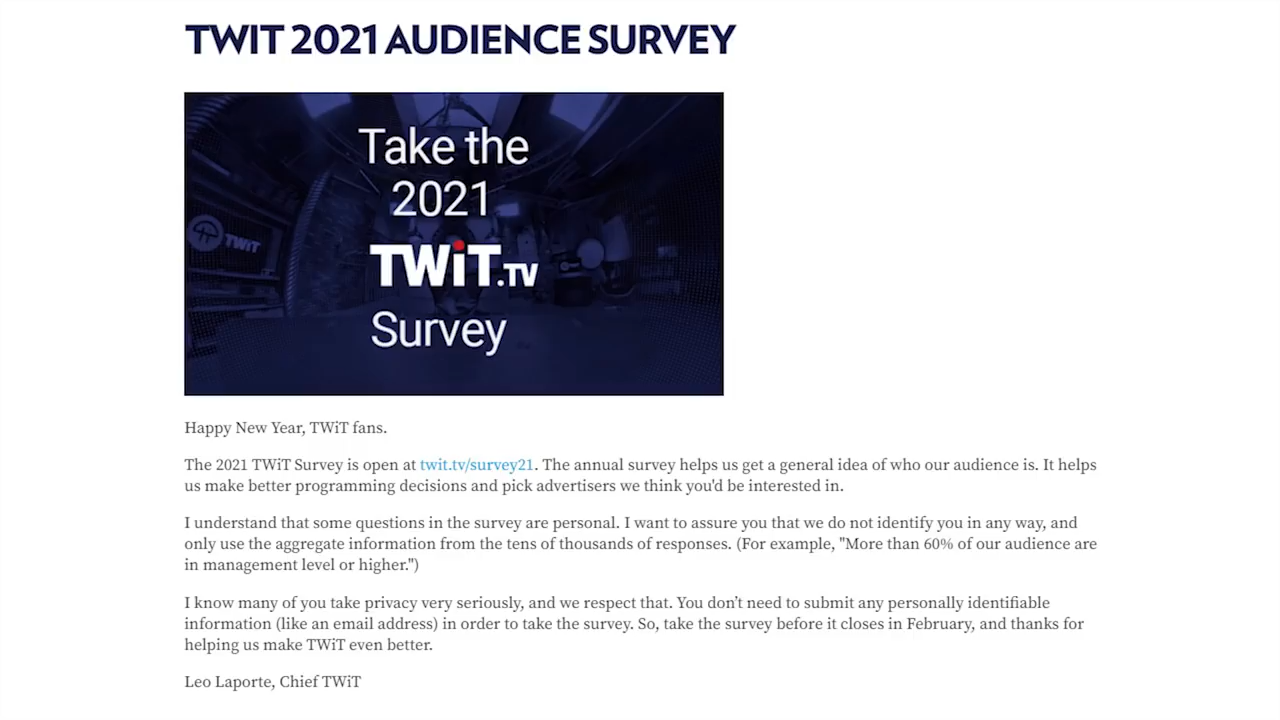 TWIT 2021 AUDIENCE SURVEY
Take the
2021
TWiT.TV
Survey
TWiT
Happy New Year, TWiT fans.
The 2021 TWiT Survey is open at twit.tv/survey21. The annual survey helps us get a general idea of who our audience is. It helps
us make better programming decisions and pick advertisers we think you'd be interested in.
I understand that some questions in the survey are personal. I want to assure you that we do not identify you in any way, and
only use the aggregate information from the tens of thousands of responses. (For example, "More than 60% of our audience are
in management level or higher.")
I know many of you take privacy very seriously, and we respect that. You don’t need to submit any personally identifiable
information (like an email address) in order to take the survey. So, take the survey before it closes in February, and thanks for
helping us make TWiT even better.
Leo Laporte, Chief TWiT